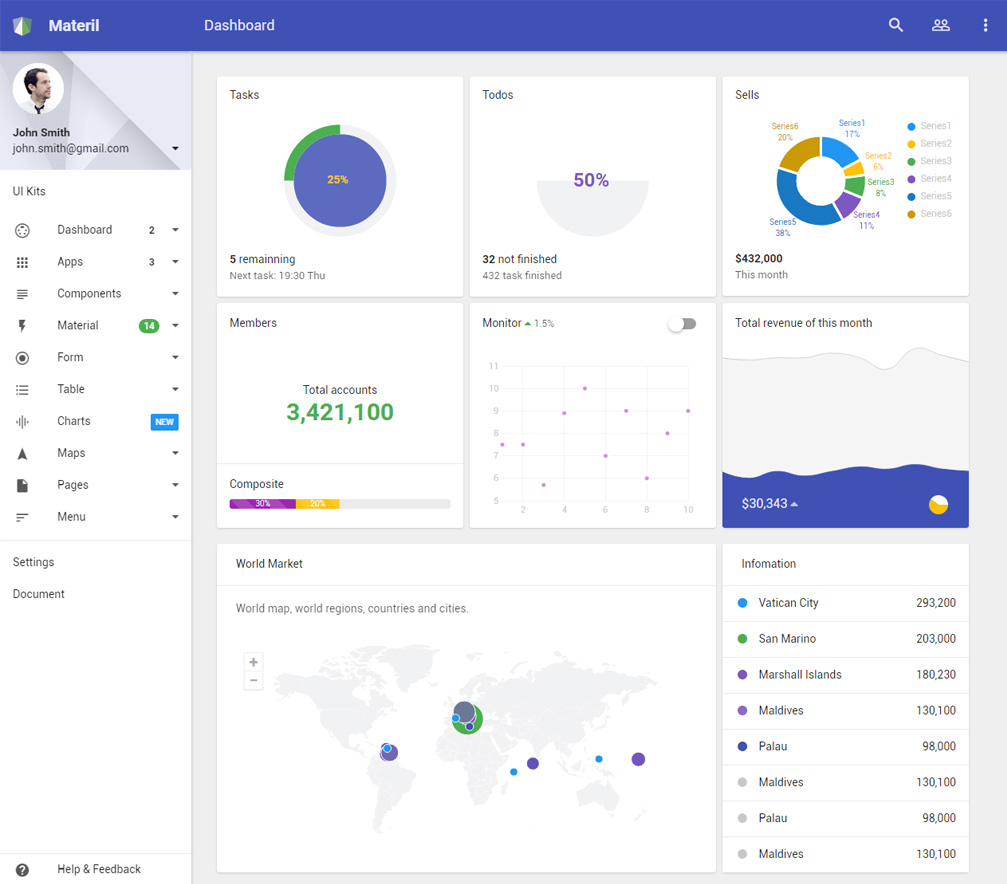 Materil
Dashboard
John Smith
john.smith@gmail.com
UI Kits
Dashboard 2
Apps 3
Components
Material 14
Form
Table
Charts NEW
Maps
Pages
Menu
Settings
Document
Help & Feedback
Tasks
25%
5 remainning
Next task: 19:30 Thu
Todos
50%
32 not finished
432 task finished
Sells
Series6
20%
Series1
17%
Series2
6%
Series3
8%
Series4
11%
Series5
38%
Series1
Series2
Series3
Series4
Series5
Series6
$432,000
This month
Members
Total accounts
3,421,100
Composite
30% 20%
Monitor 1.5%
11
10
9
8
7
6
5
2 4 6 8 10
Total revenue of this month
$30,343
World Market
World map, world regions, countries and cities.
+
−
Infomation
Vatican City 293,200
San Marino 203,000
Marshall Islands 180,230
Maldives 130,100
Palau 98,000
Maldives 130,100
Palau 98,000
Maldives 130,100